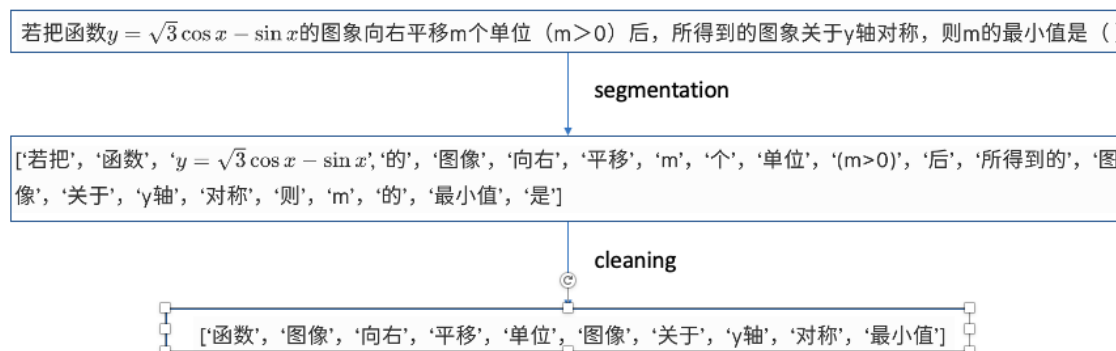 若把函数y = √3 cos x − sin x的图象向右平移m个单位（m＞0）后，所得到的图象关于y轴对称，则m的最小值是（
segmentation
['若把', '函数', 'y = √3 cos x − sin x', '的', '图像', '向右', '平移', 'm', '个', '单位', '(m>0)', '后', '所得到的', '图
像', '关于', 'y轴', '对称', '则', 'm', '的', '最小值', '是']
cleaning
['函数', '图像', '向右', '平移', '单位', '图像', '关于', 'y轴', '对称', '最小值']